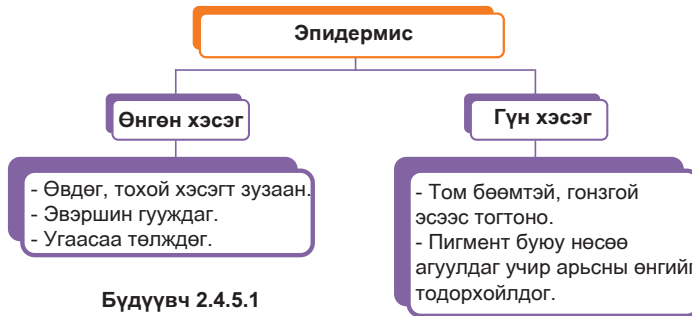 Эпидермис
Өнгөн хэсэг
Гүн хэсэг
- Өвдөг, тохой хэсэгт зузаан.
- Эвэршин гууждаг.
- Угаасаа төлждөг.
- Том бөөмтэй, гонзгой
эсээс тогтоно.
- Пигмент буюу нөсөө
агуулдаг учир арьсны өнгийг
тодорхойлдог.
Бүдүүвч 2.4.5.1